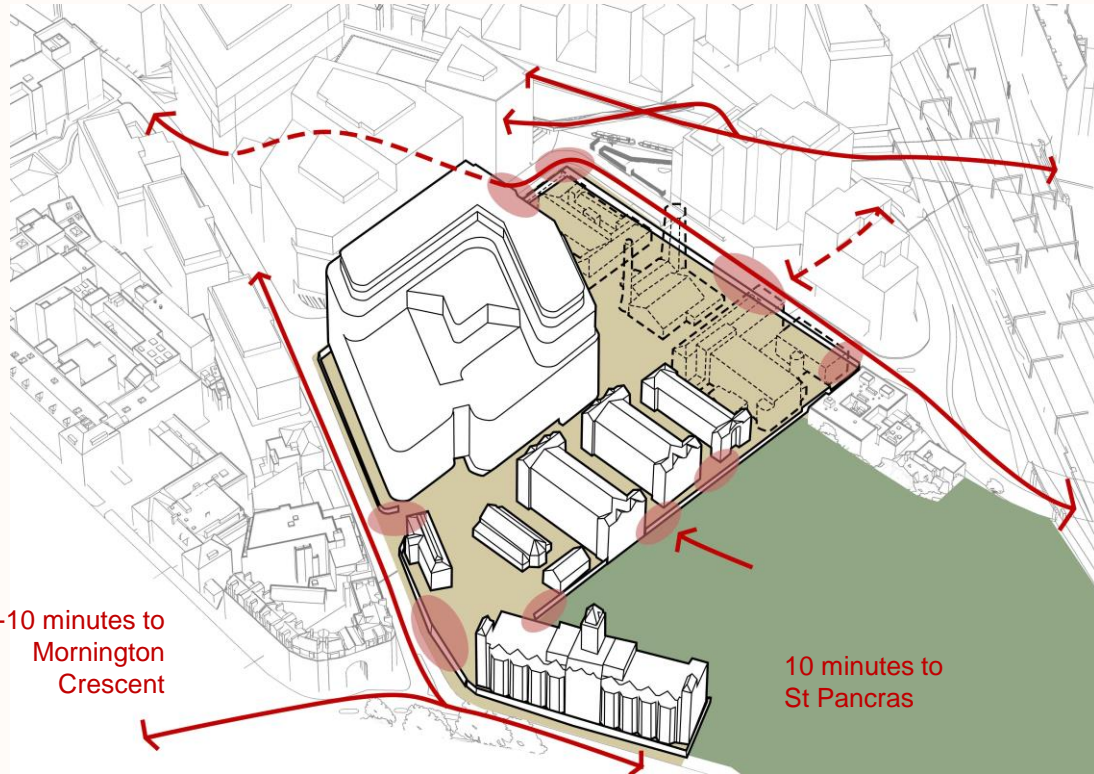 -10 minutes to
Mornington
Crescent
10 minutes to
St Pancras